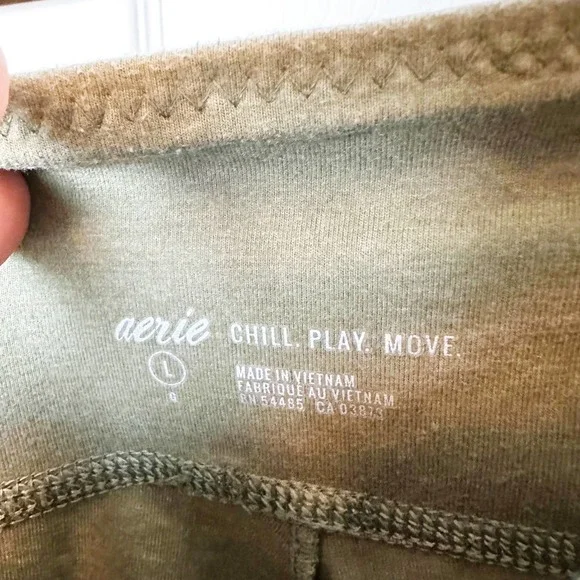 aerie CHILL. PLAY. MOVE.
L
G
MADE IN VIETNAM
FABRIQUE AU VIETNAM
RN 54485 CA 03873